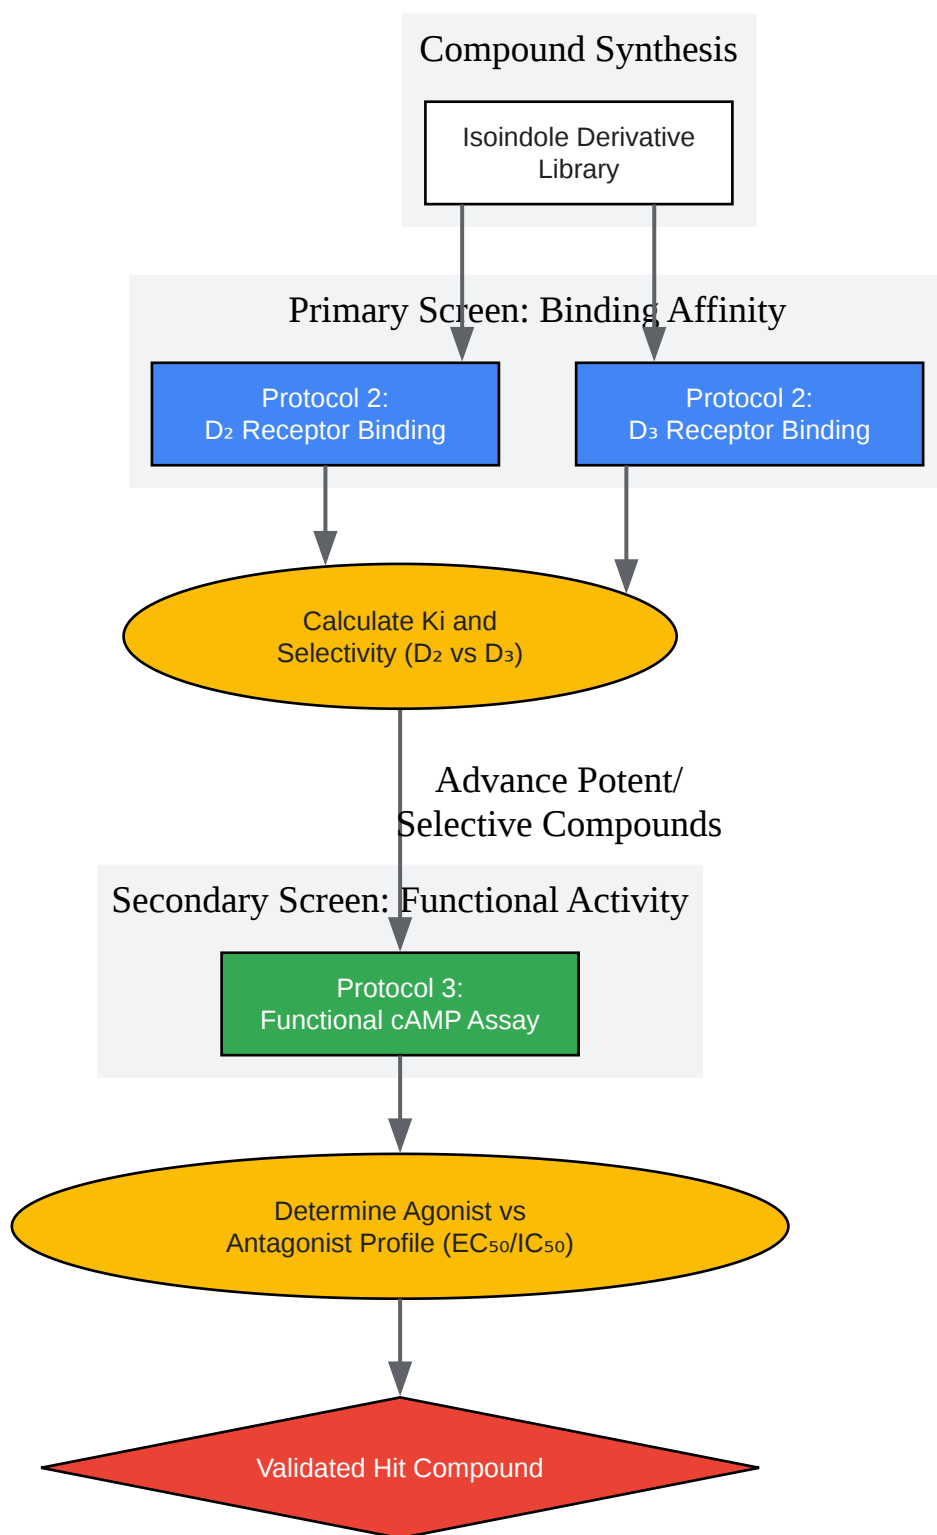 Compound Synthesis
Isoindole Derivative
Library
Primary Screen: Binding Affinity
Protocol 2:
D₂ Receptor Binding
Protocol 2:
D₃ Receptor Binding
Calculate Ki and
Selectivity (D₂ vs D₃)
Advance Potent/
Selective Compounds
Secondary Screen: Functional Activity
Protocol 3:
Functional cAMP Assay
Determine Agonist vs
Antagonist Profile (EC₅₀/IC₅₀)
Validated Hit Compound